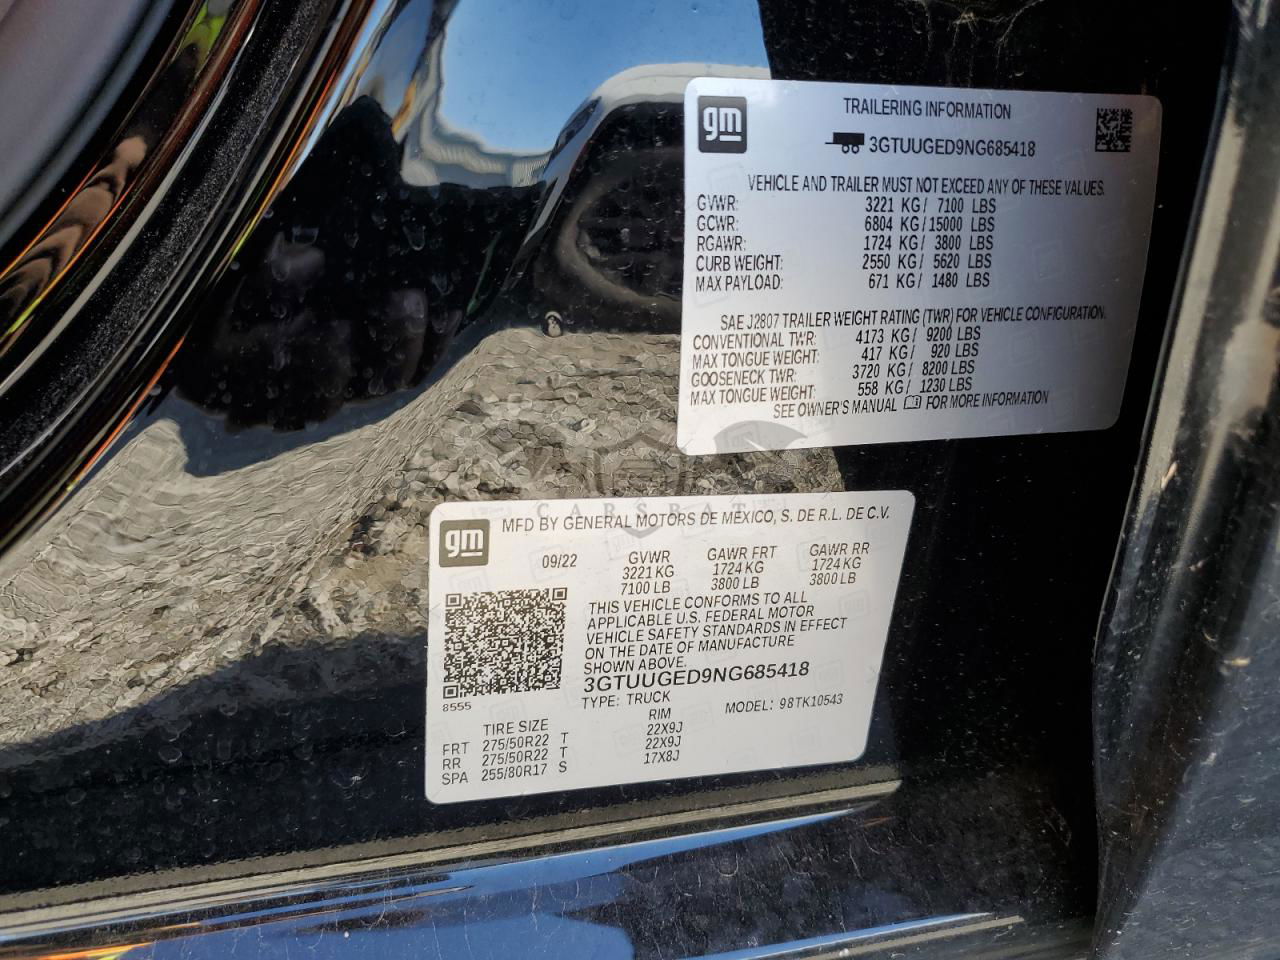 gm
TRAILERING INFORMATION
3GTUUGED9NG685418
VEHICLE AND TRAILER MUST NOT EXCEED ANY OF THESE VALUES.
GVWR: 3221 KG/ 7100 LBS
GCWR: 6804 KG/15000 LBS
RGAWR: 1724 KG/ 3800 LBS
CURB WEIGHT: 2550 KG/ 5620 LBS
MAX PAYLOAD: 671 KG/ 1480 LBS
SAE J2807 TRAILER WEIGHT RATING (TWR) FOR VEHICLE CONFIGURATION.
CONVENTIONAL TWR: 4173 KG/ 9200 LBS
MAX TONGUE WEIGHT: 417 KG/ 920 LBS
GOOSENECK TWR: 3720 KG/ 8200 LBS
MAX TONGUE WEIGHT: 558 KG/ 1230 LBS
SEE OWNER'S MANUAL FOR MORE INFORMATION
CARSBAT
gm
MFD BY GENERAL MOTORS DE MEXICO, S. DE R.L. DE C.V.
09/22 GVWR GAWR FRT GAWR RR
3221 KG 1724 KG 1724 KG
7100 LB 3800 LB 3800 LB
THIS VEHICLE CONFORMS TO ALL
APPLICABLE U.S. FEDERAL MOTOR
VEHICLE SAFETY STANDARDS IN EFFECT
ON THE DATE OF MANUFACTURE
SHOWN ABOVE.
3GTUUGED9NG685418
8555
TYPE: TRUCK MODEL: 98TK10543
TIRE SIZE RIM
FRT 275/50R22 T 22X9J
RR 275/50R22 T 22X9J
SPA 255/80R17 S 17X8J